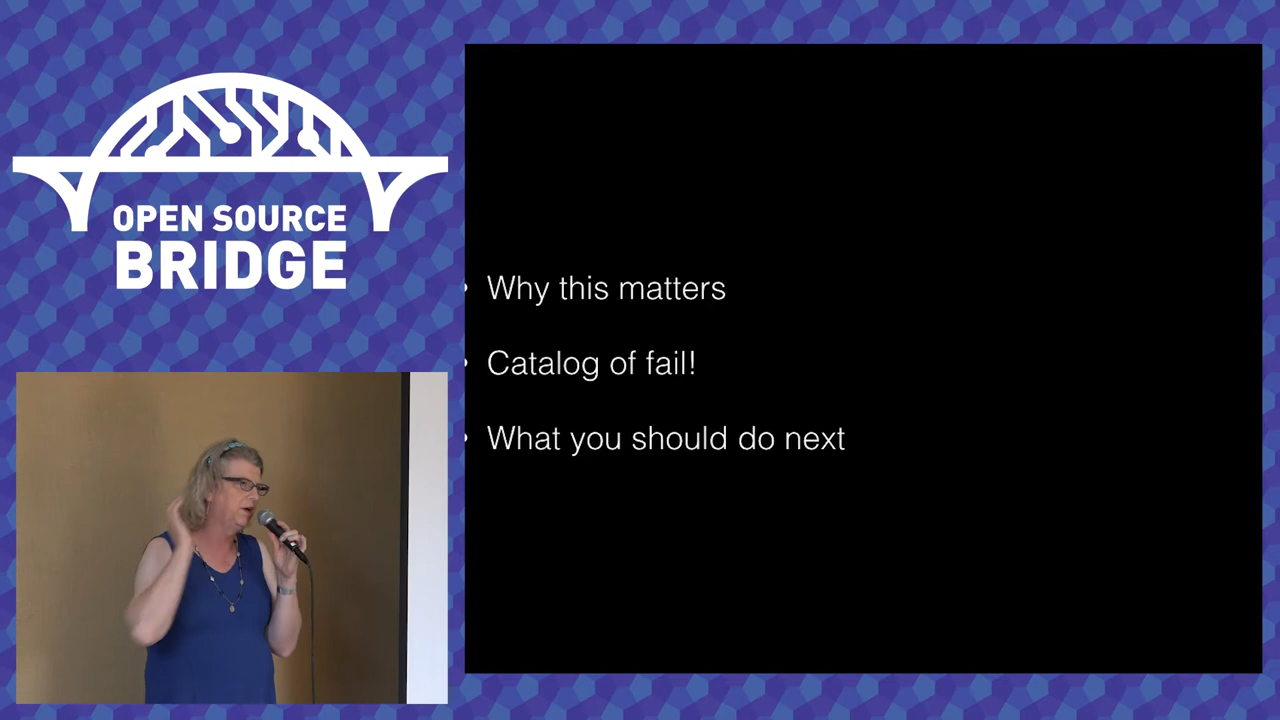 OPEN SOURCE
BRIDGE
• Why this matters
• Catalog of fail!
• What you should do next